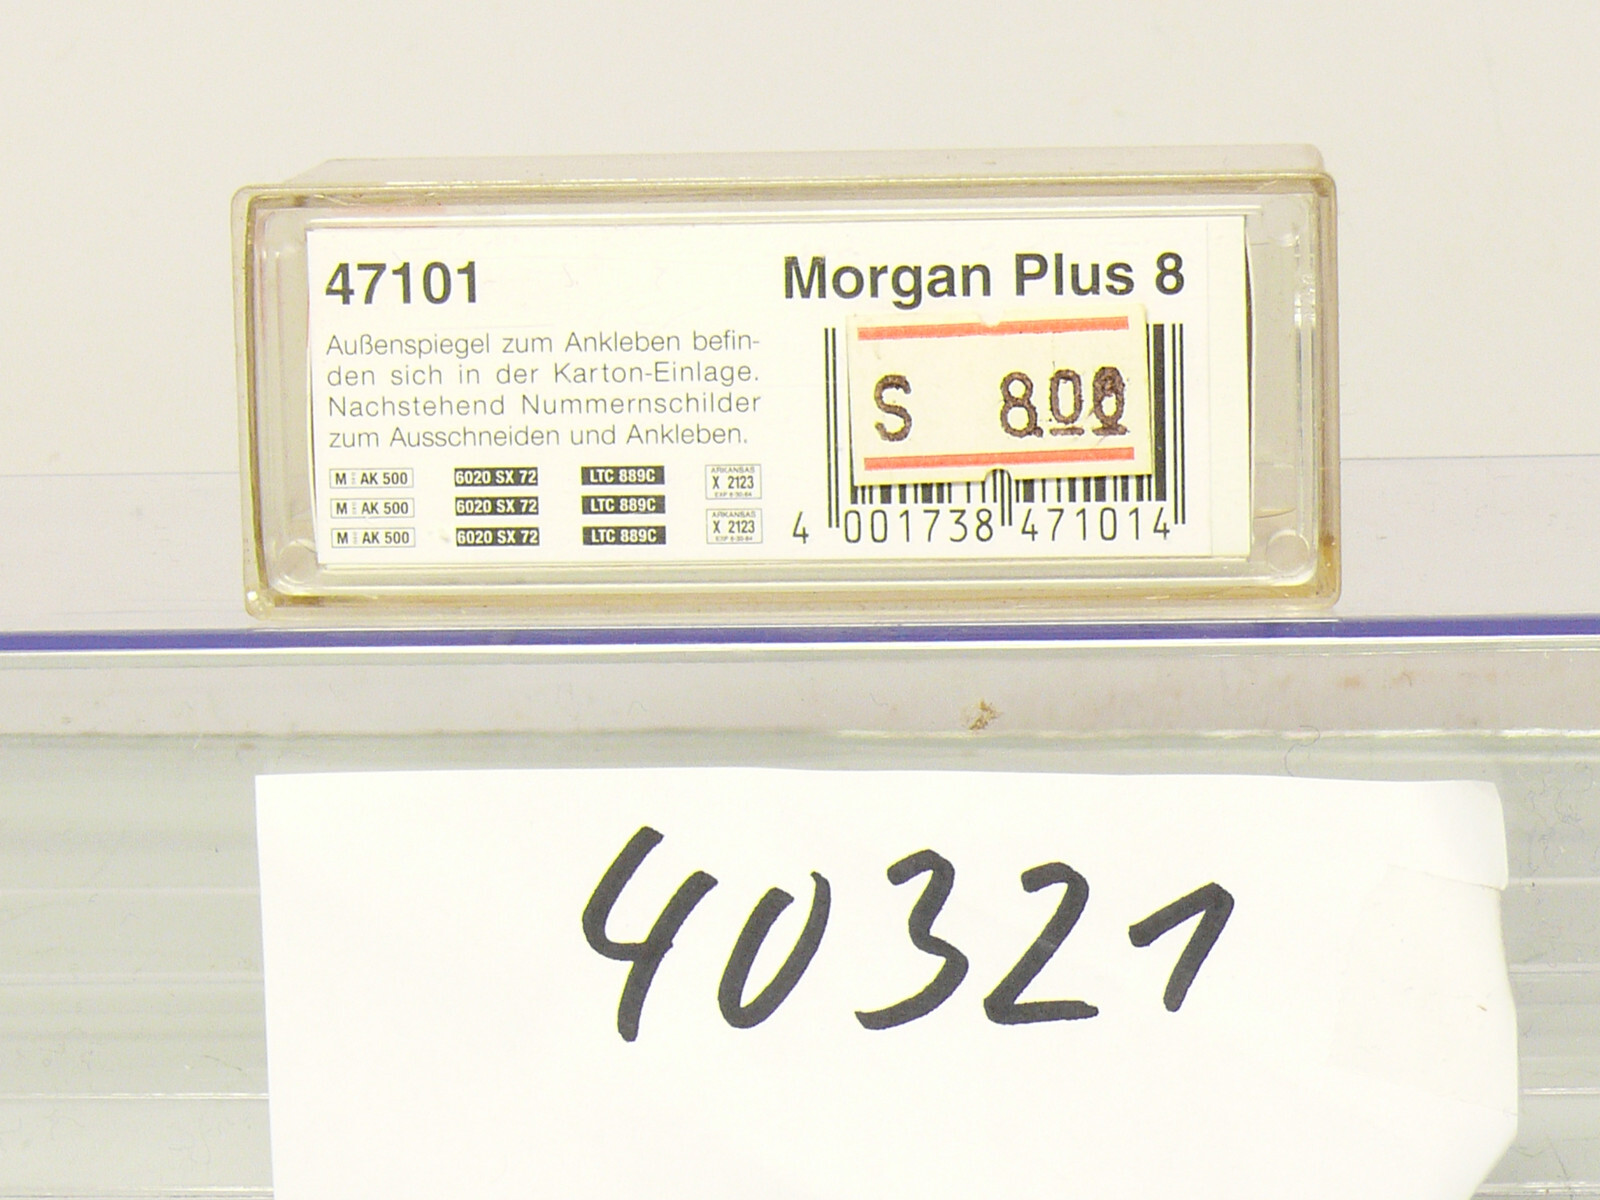 47101
Morgan Plus 8
Außenspiegel zum Ankleben befin-
den sich in der Karton-Einlage.
Nachstehend Nummernschilder
zum Ausschneiden und Ankleben.
M AK 500 6020 SX 72 LTC 889C
M AK 500 6020 SX 72 LTC 889C
M AK 500 6020 SX 72 LTC 889C
ARKANSAS
X 2123
ARKANSAS
X 2123
S 8.00
4 001738 471014
40321